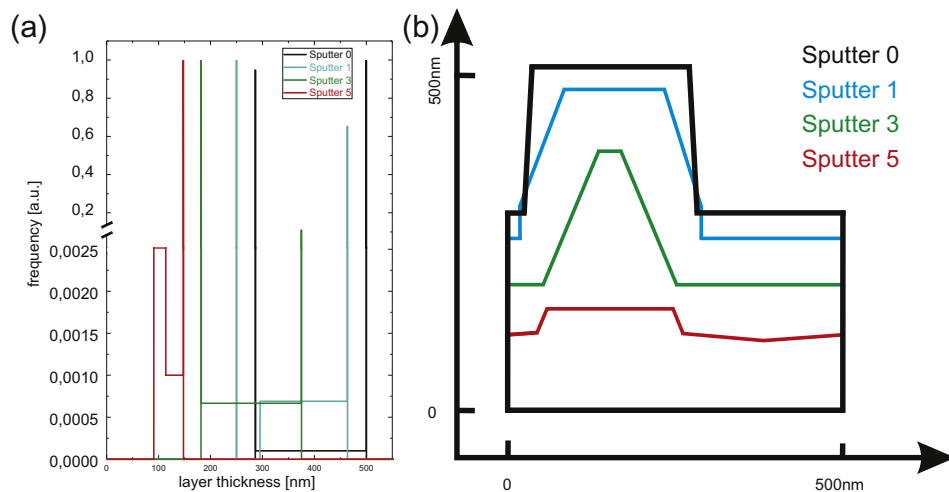 (a)
1,0
0,8
0,6
0,4
0,2
0,0025
0,0020
0,0015
0,0010
0,0005
0,0000
frequency [a.u.]
Sputter 0
Sputter 1
Sputter 3
Sputter 5
0
100
200
300
400
500
layer thickness [nm]
(b)
500nm
0
Sputter 0
Sputter 1
Sputter 3
Sputter 5
0
500nm